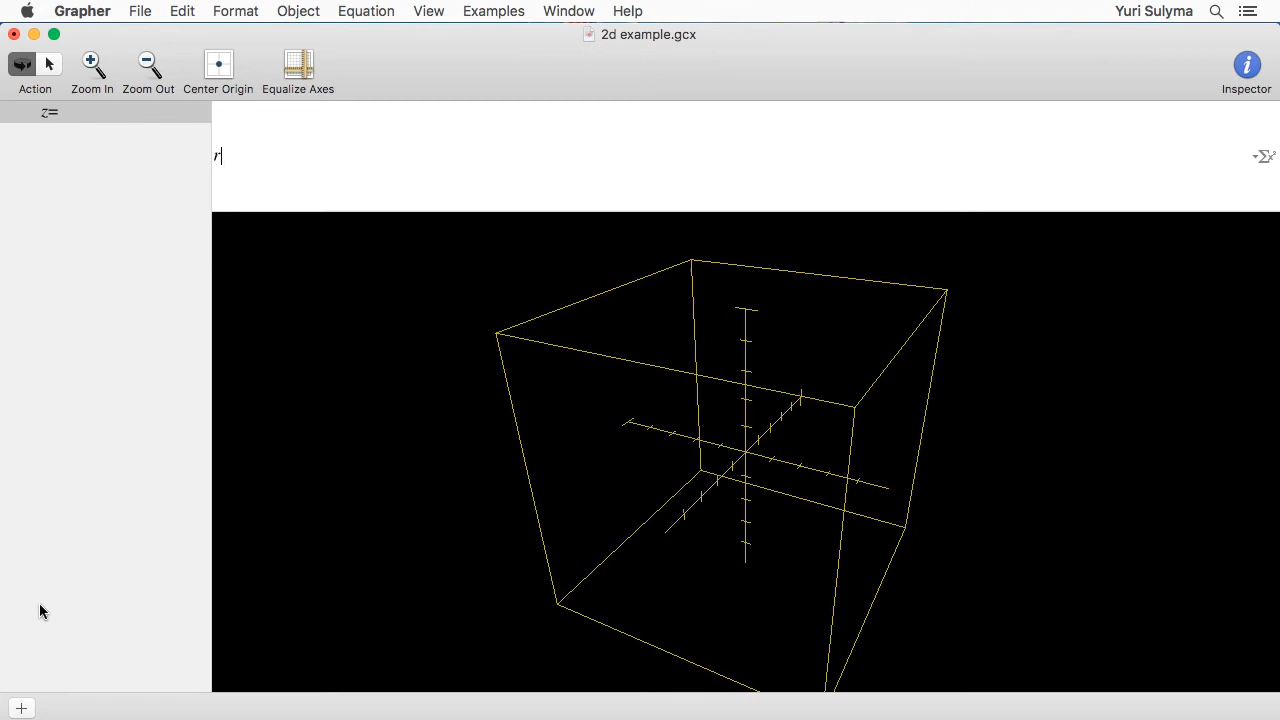 Grapher File Edit Format Object Equation View Examples Window Help Yuri Sulyma
2d example.gcx
Action Zoom In Zoom Out Center Origin Equalize Axes Inspector
z=
r
Σx²